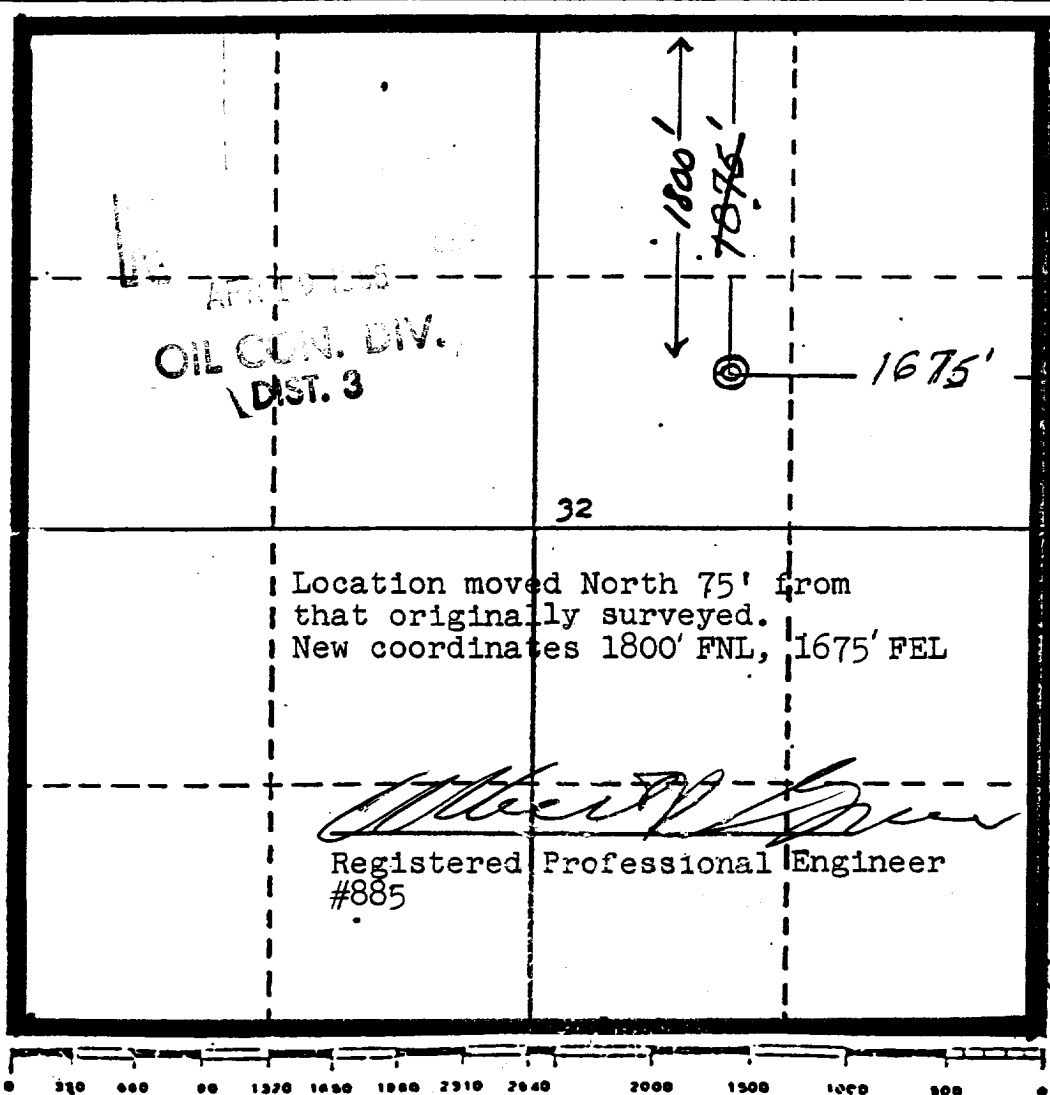 1800'
1875'
OIL CON. DIV.
DIST. 3
1675'
32
Location moved North 75' from
that originally surveyed.
New coordinates 1800' FNL, 1675' FEL
Registered Professional Engineer
#885
0 330 660 90 1320 1650 1980 2310 2640 2000 1500 1000 500 0